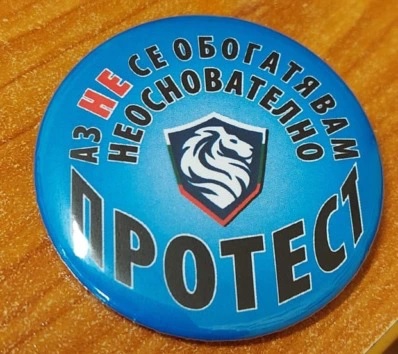 АЗ НЕ СЕ ОБОГАТЯВАМ
НЕОСНОВАТЕЛНО
ПРОТЕСТ